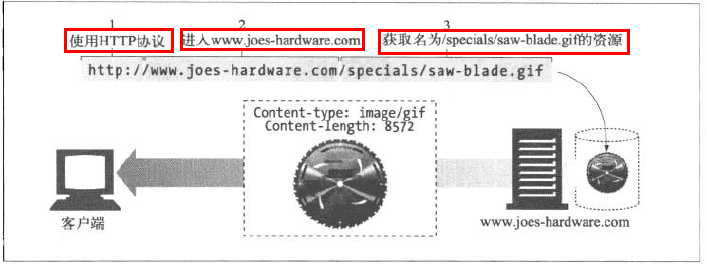 1 2 3
使用HTTP协议 进入www.joes-hardware.com 获取名为/specials/saw-blade.gif的资源
http://www.joes-hardware.com/specials/saw-blade.gif
Content-type: image/gif
Content-length: 8572
客户端
www.joes-hardware.com